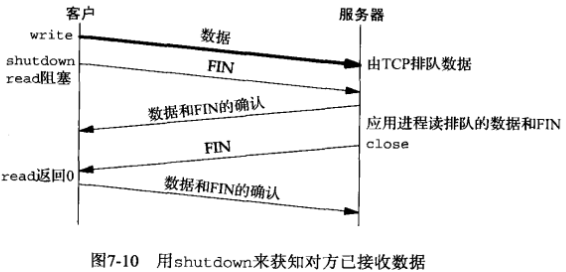 客户
服务器
write
数据
shutdown
FIN
由TCP排队数据
read阻塞
数据和FIN的确认
应用进程读排队的数据和FIN
FIN
close
read返回0
数据和FIN的确认
图7-10 用shutdown来获知对方已接收数据